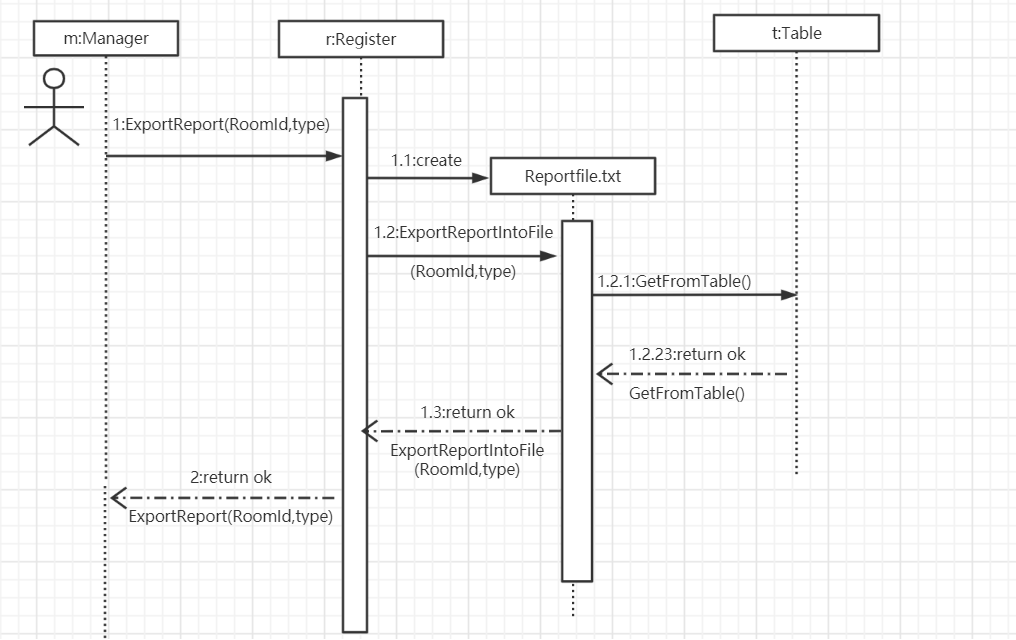 m:Manager
r:Register
t:Table
1:ExportReport(RoomId,type)
1.1:create
Reportfile.txt
1.2:ExportReportIntoFile
(RoomId,type)
1.2.1:GetFromTable()
1.2.23:return ok
GetFromTable()
1.3:return ok
ExportReportIntoFile
(RoomId,type)
2:return ok
ExportReport(RoomId,type)